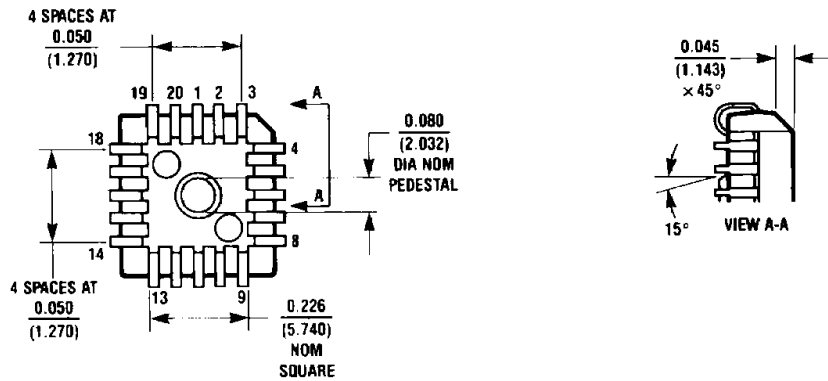 4 SPACES AT
0.050
(1.270)
19 20 1 2 3
A
18
4
0.080
(2.032)
DIA NOM
PEDESTAL
A
14
8
4 SPACES AT
0.050
(1.270)
13
9
0.226
(5.740)
NOM
SQUARE
0.045
(1.143)
×45°
15°
VIEW A-A